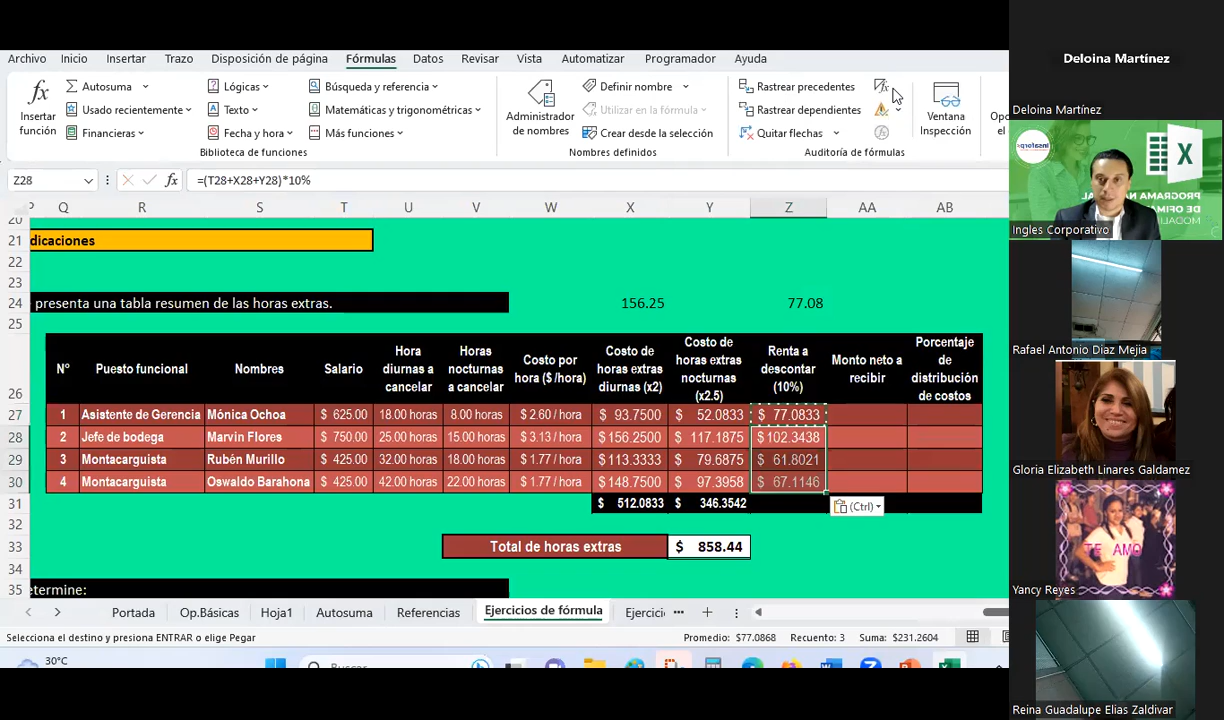 Archivo Inicio Insertar Trazo Disposición de página Fórmulas Datos Revisar Vista Automatizar Programador Ayuda
Insertar función
Autosuma
Usado recientemente
Financieras
Lógicas
Texto
Fecha y hora
Búsqueda y referencia
Matemáticas y trigonométricas
Más funciones
Biblioteca de funciones
Administrador de nombres
Definir nombre
Utilizar en la fórmula
Crear desde la selección
Nombres definidos
Rastrear precedentes
Rastrear dependientes
Quitar flechas
Auditoría de fórmulas
Ventana Inspección
Z28 fx =(T28+X28+Y28)*10%
P Q R S T U V W X Y Z AA AB
20
21 dicaciones
22
23
24 presenta una tabla resumen de las horas extras. 156.25 77.08
25
26 N° Puesto funcional Nombres Salario Hora diurnas a cancelar Horas nocturnas a cancelar Costo por hora ($ /hora) Costo de horas extras diurnas (x2) Costo de horas extras nocturnas (x2.5) Renta a descontar (10%) Monto neto a recibir Porcentaje de distribución de costos
27 1 Asistente de Gerencia Mónica Ochoa $ 625.00 18.00 horas 8.00 horas $ 2.60 / hora $ 93.7500 $ 52.0833 $ 77.0833
28 2 Jefe de bodega Marvin Flores $ 750.00 25.00 horas 15.00 horas $ 3.13 / hora $156.2500 $ 117.1875 $102.3438
29 3 Montacarguista Rubén Murillo $ 425.00 32.00 horas 18.00 horas $ 1.77 / hora $113.3333 $ 79.6875 $ 61.8021
30 4 Montacarguista Oswaldo Barahona $ 425.00 42.00 horas 22.00 horas $ 1.77 / hora $148.7500 $ 97.3958 $ 67.1146
31 $ 512.0833 $ 346.3542
(Ctrl)
32
33 Total de horas extras $ 858.44
34
35 etermine:
Portada Op.Básicas Hoja1 Autosuma Referencias Ejercicios de fórmula Ejercici
Selecciona el destino y presiona ENTRAR o elige Pegar Promedio: $77.0868 Recuento: 3 Suma: $231.2604
30°C Buscar
Deloina Martínez
Deloina Martínez
Insaforp
X
Ingles Corporativo
Rafael Antonio Diaz Mejia
Gloria Elizabeth Linares Galdamez
TE AMO
Yancy Reyes
Reina Guadalupe Elías Zaldivar